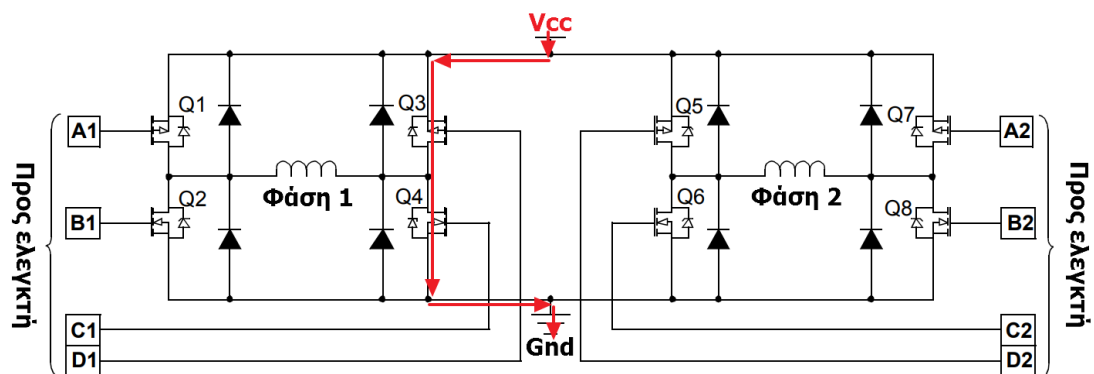 Vcc
Q1
Q3
Q5
Q7
A1
A2
Φάση 1
Φάση 2
Q2
Q4
Q6
Q8
B1
B2
C1
C2
Gnd
D1
D2
Προς ελεγκτή
Προς ελεγκτή